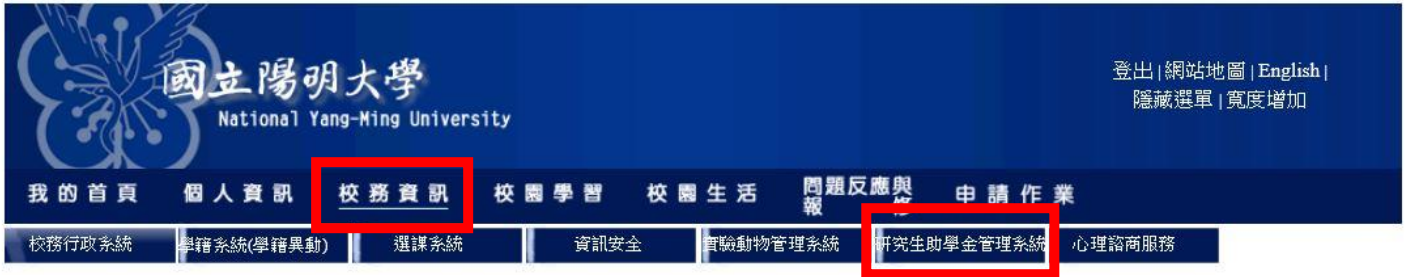 國立陽明大學
National Yang-Ming University
登出 | 網站地圖 | English |
隱藏選單 | 寬度增加
我的首頁 個人資訊 校務資訊 校園學習 校園生活 問題反應與報修 申請作業
校務行政系統 學籍系統(學籍異動) 選課系統 資訊安全 實驗動物管理系統 研究生助學金管理系統 心理諮商服務